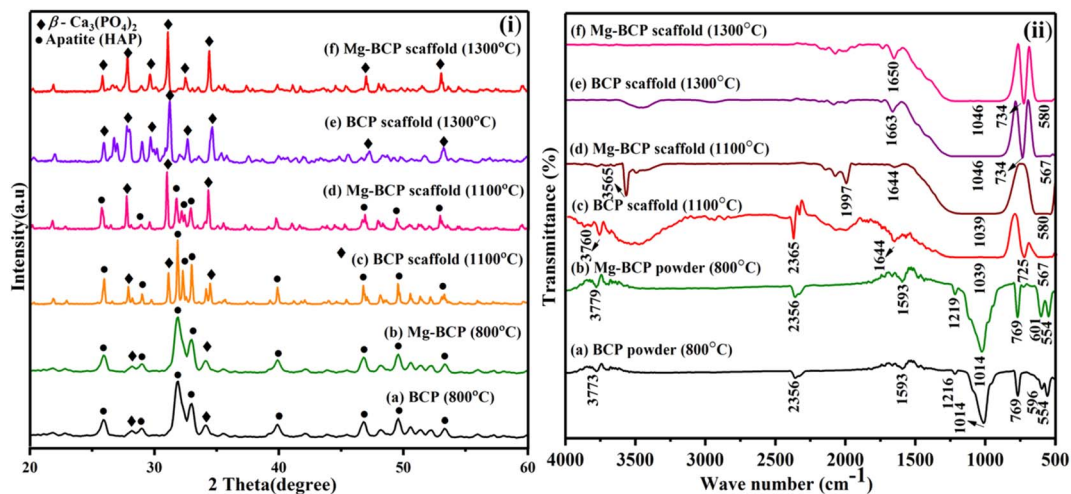 (i)
♦ β - Ca3(PO4)2
• Apatite (HAP)
(f) Mg-BCP scaffold (1300°C)
(e) BCP scaffold (1300°C)
(d) Mg-BCP scaffold (1100°C)
(c) BCP scaffold (1100°C)
(b) Mg-BCP (800°C)
(a) BCP (800°C)
Intensity(a.u)
20 30 40 50 60
2 Theta(degree)
(ii)
(f) Mg-BCP scaffold (1300°C)
1650
1046
734
580
(e) BCP scaffold (1300°C)
1663
1046
734
567
(d) Mg-BCP scaffold (1100°C)
3565
1997
1644
1039
580
(c) BCP scaffold (1100°C)
3760
2365
1644
1039
725
567
(b) Mg-BCP powder (800°C)
3779
2356
1593
1219
1014
769
601
554
(a) BCP powder (800°C)
3773
2356
1593
1216
1014
769
596
554
Transmittance (%)
4000 3500 3000 2500 2000 1500 1000 500
Wave number (cm-1)